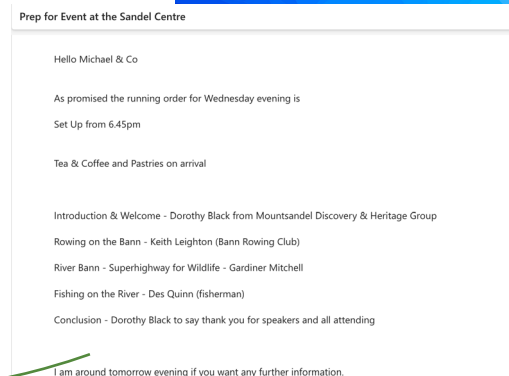 Prep for Event at the Sandel Centre
Hello Michael & Co
As promised the running order for Wednesday evening is
Set Up from 6.45pm
Tea & Coffee and Pastries on arrival
Introduction & Welcome - Dorothy Black from Mountsandel Discovery & Heritage Group
Rowing on the Bann - Keith Leighton (Bann Rowing Club)
River Bann - Superhighway for Wildlife - Gardiner Mitchell
Fishing on the River - Des Quinn (fisherman)
Conclusion - Dorothy Black to say thank you for speakers and all attending
I am around tomorrow evening if you want any further information.